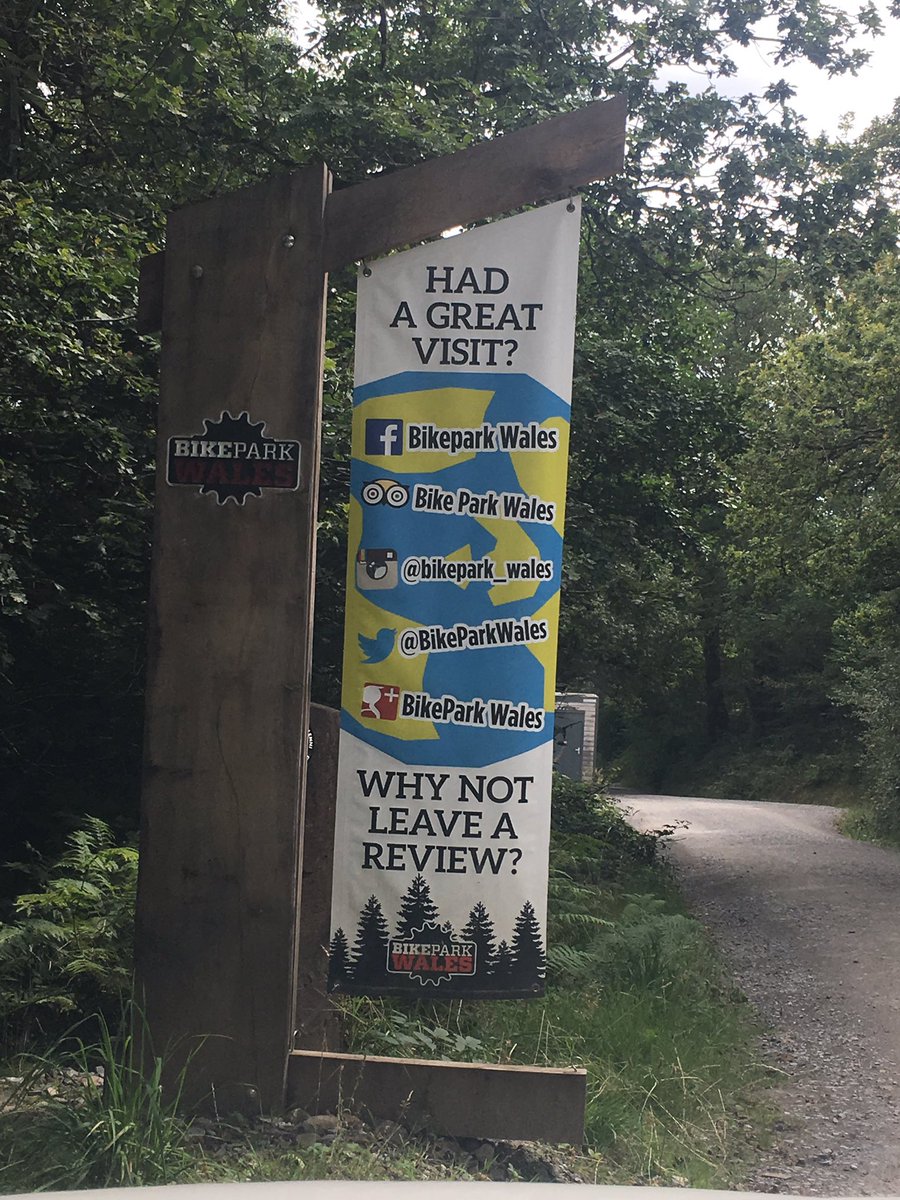 HAD
A GREAT
VISIT?
BIKEPARK
WALES
f Bikepark Wales
Bike Park Wales
@bikepark_wales
@BikeParkWales
BikePark Wales
WHY NOT
LEAVE A
REVIEW?
BIKEPARK
WALES